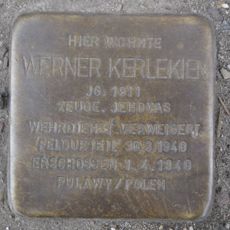 HIER WOHNTE
WERNER KERLEKIEN
JG. 1911
ZEUGE JEHOVAS
WEHRDIENST VERWEIGERT
FELDURTEIL 30.3.1940
ERSCHOSSEN 1.4.1940
PULAWY/POLEN